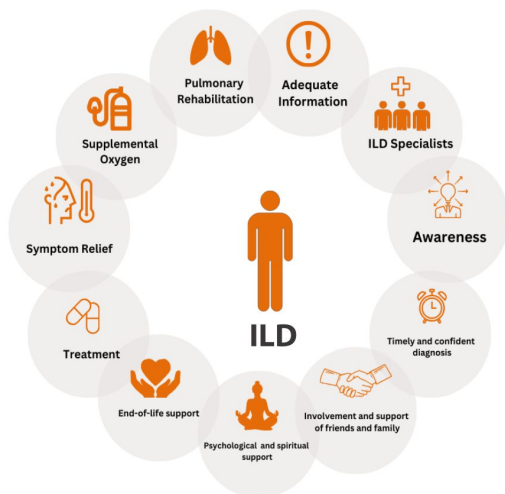 Pulmonary
Rehabilitation
Adequate
Information
ILD Specialists
Awareness
Timely and confident
diagnosis
Involvement and support
of friends and family
Psychological and spiritual
support
End-of-life support
Treatment
Symptom Relief
Supplemental
Oxygen
ILD